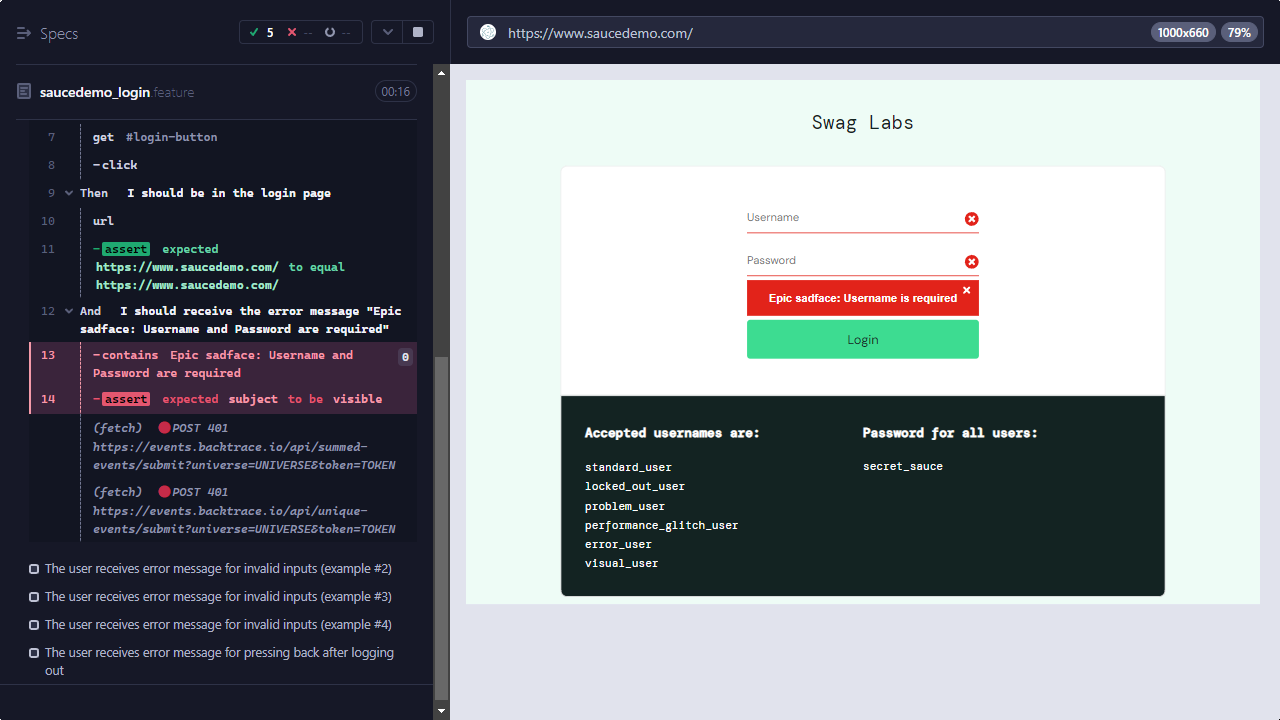 Specs
5
--
--
saucedemo_login feature
00:16
7 get #login-button
8 -click
9 Then I should be in the login page
10 url
11 -assert expected
https://www.saucedemo.com/ to equal
https://www.saucedemo.com/
12 And I should receive the error message "Epic
sadface: Username and Password are required"
13 -contains Epic sadface: Username and
Password are required
0
14 -assert expected subject to be visible
(fetch) POST 401
https://events.backtrace.io/api/summed-
events/submit?universe=UNIVERSE&token=TOKEN
(fetch) POST 401
https://events.backtrace.io/api/unique-
events/submit?universe=UNIVERSE&token=TOKEN
The user receives error message for invalid inputs (example #2)
The user receives error message for invalid inputs (example #3)
The user receives error message for invalid inputs (example #4)
The user receives error message for pressing back after logging
out
https://www.saucedemo.com/
1000x660
79%
Swag Labs
Username
Password
Epic sadface: Username is required
Login
Accepted usernames are:
standard_user
locked_out_user
problem_user
performance_glitch_user
error_user
visual_user
Password for all users:
secret_sauce